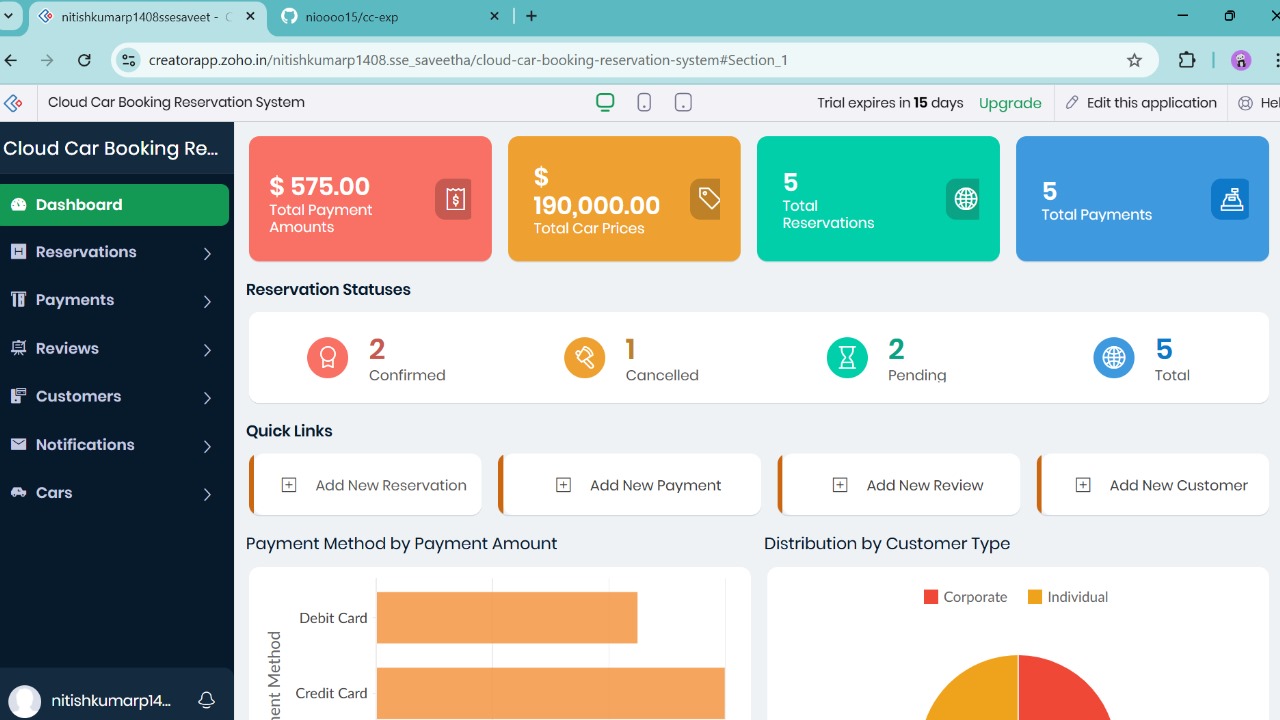 nitishkumarp1408ssesaveet -
nioooo15/cc-exp
creatorapp.zoho.in/nitishkumarp1408.sse_saveetha/cloud-car-booking-reservation-system#Section_1
Cloud Car Booking Reservation System
Trial expires in 15 days
Upgrade
Edit this application
Hel
Cloud Car Booking Re...
Dashboard
Reservations
Payments
Reviews
Customers
Notifications
Cars
nitishkumarp14...
$ 575.00
Total Payment
Amounts
$
190,000.00
Total Car Prices
5
Total
Reservations
5
Total Payments
Reservation Statuses
2
Confirmed
1
Cancelled
2
Pending
5
Total
Quick Links
Add New Reservation
Add New Payment
Add New Review
Add New Customer
Payment Method by Payment Amount
Debit Card
Credit Card
ment Method
Distribution by Customer Type
Corporate
Individual